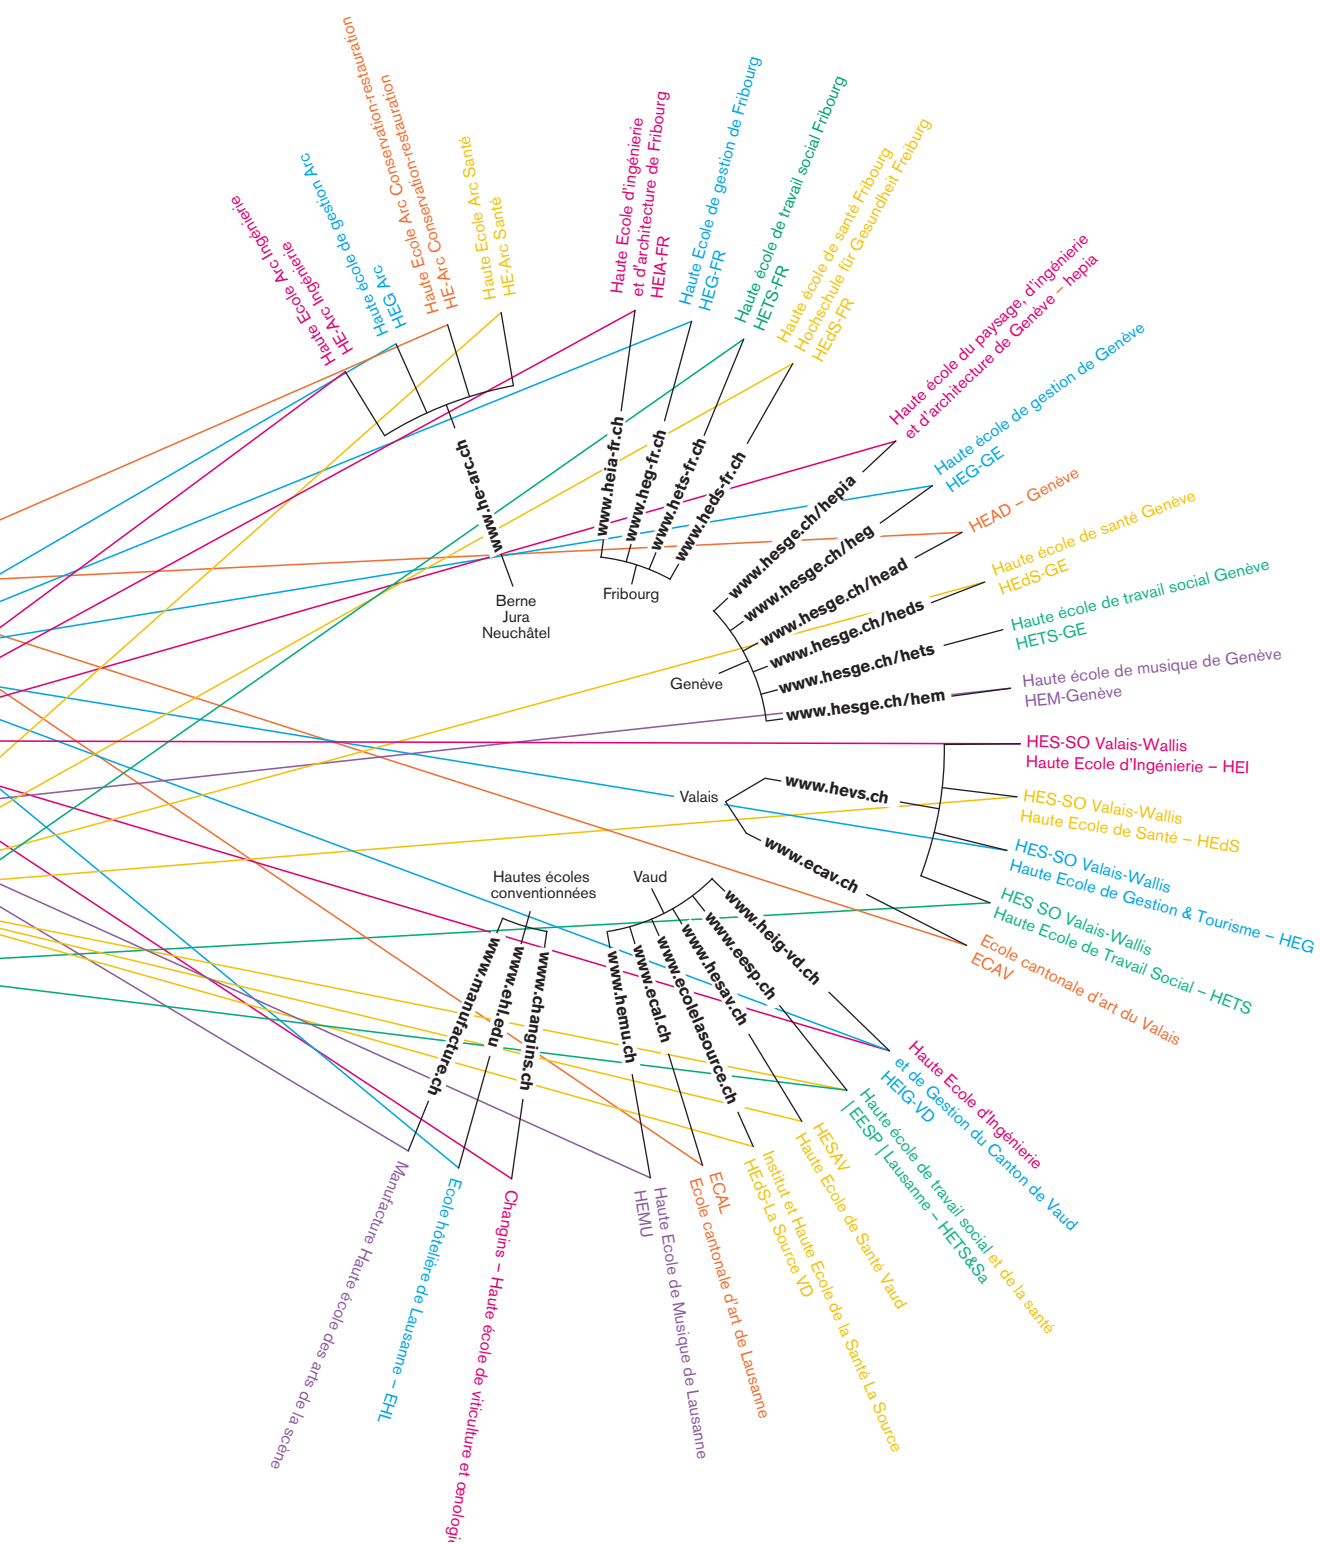 Haute Ecole Arc Ingénierie
HE-Arc Ingénierie
Haute école de gestion Arc
HEG Arc
Haute Ecole Arc Conservation-restauration
HE-Arc Conservation-restauration
Haute Ecole Arc Santé
HE-Arc Santé
www.he-arc.ch
Berne
Jura
Neuchâtel
Haute Ecole d'ingénierie
et d'architecture de Fribourg
HEIA-FR
Haute Ecole de gestion de Fribourg
HEG-FR
Haute école de travail social Fribourg
HETS-FR
Haute école de santé Fribourg
Hochschule für Gesundheit Freiburg
HEdS-FR
www.heia-fr.ch
www.heg-fr.ch
www.hets-fr.ch
www.heds-fr.ch
Fribourg
Haute école du paysage, d'ingénierie
et d'architecture de Genève – hepia
Haute école de gestion de Genève
HEG-GE
HEAD – Genève
Haute école de santé Genève
HEdS-GE
Haute école de travail social Genève
HETS-GE
Haute école de musique de Genève
HEM-Genève
www.hesge.ch/hepia
www.hesge.ch/heg
www.hesge.ch/head
www.hesge.ch/heds
www.hesge.ch/hets
www.hesge.ch/hem
Genève
HES-SO Valais-Wallis
Haute Ecole d'Ingénierie – HEI
HES-SO Valais-Wallis
Haute Ecole de Santé – HEdS
HES-SO Valais-Wallis
Haute Ecole de Gestion & Tourisme – HEG
HES SO Valais-Wallis
Haute Ecole de Travail Social – HETS
Ecole cantonale d'art du Valais
ECAV
Valais
www.hevs.ch
www.ecav.ch
Vaud
www.heig-vd.ch
www.eesp.ch
www.hesav.ch
www.ecolelasource.ch
www.ecal.ch
www.hemu.ch
Haute Ecole d'Ingénierie
et de Gestion du Canton de Vaud
HEIG-VD
Haute école de travail social et de la santé
| EESP | Lausanne – HETS&Sa
HESAV
Haute Ecole de Santé Vaud
Institut et Haute Ecole de la Santé La Source
HEdS-La Source VD
ECAL
Ecole cantonale d'art de Lausanne
Haute Ecole de Musique de Lausanne
HEMU
Hautes écoles
conventionnées
www.manufacture.ch
www.ehl.edu
www.changins.ch
Changins – Haute école de viticulture et œnologi
Ecole hôtelière de Lausanne – EHL
Manufacture Haute école des arts de la scène